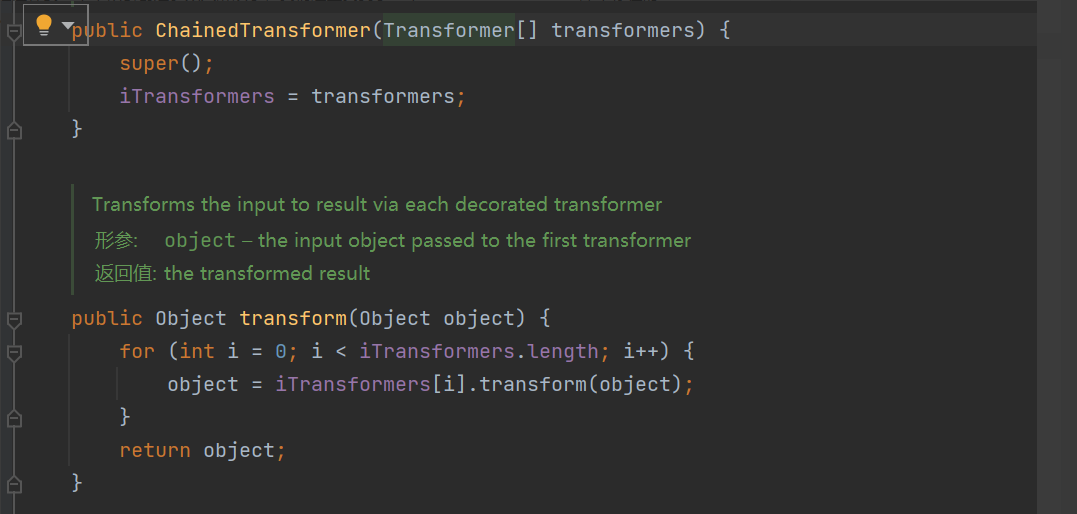 public ChainedTransformer(Transformer[] transformers) {
super();
iTransformers = transformers;
}
Transforms the input to result via each decorated transformer
形参: object – the input object passed to the first transformer
返回值: the transformed result
public Object transform(Object object) {
for (int i = 0; i < iTransformers.length; i++) {
object = iTransformers[i].transform(object);
}
return object;
}